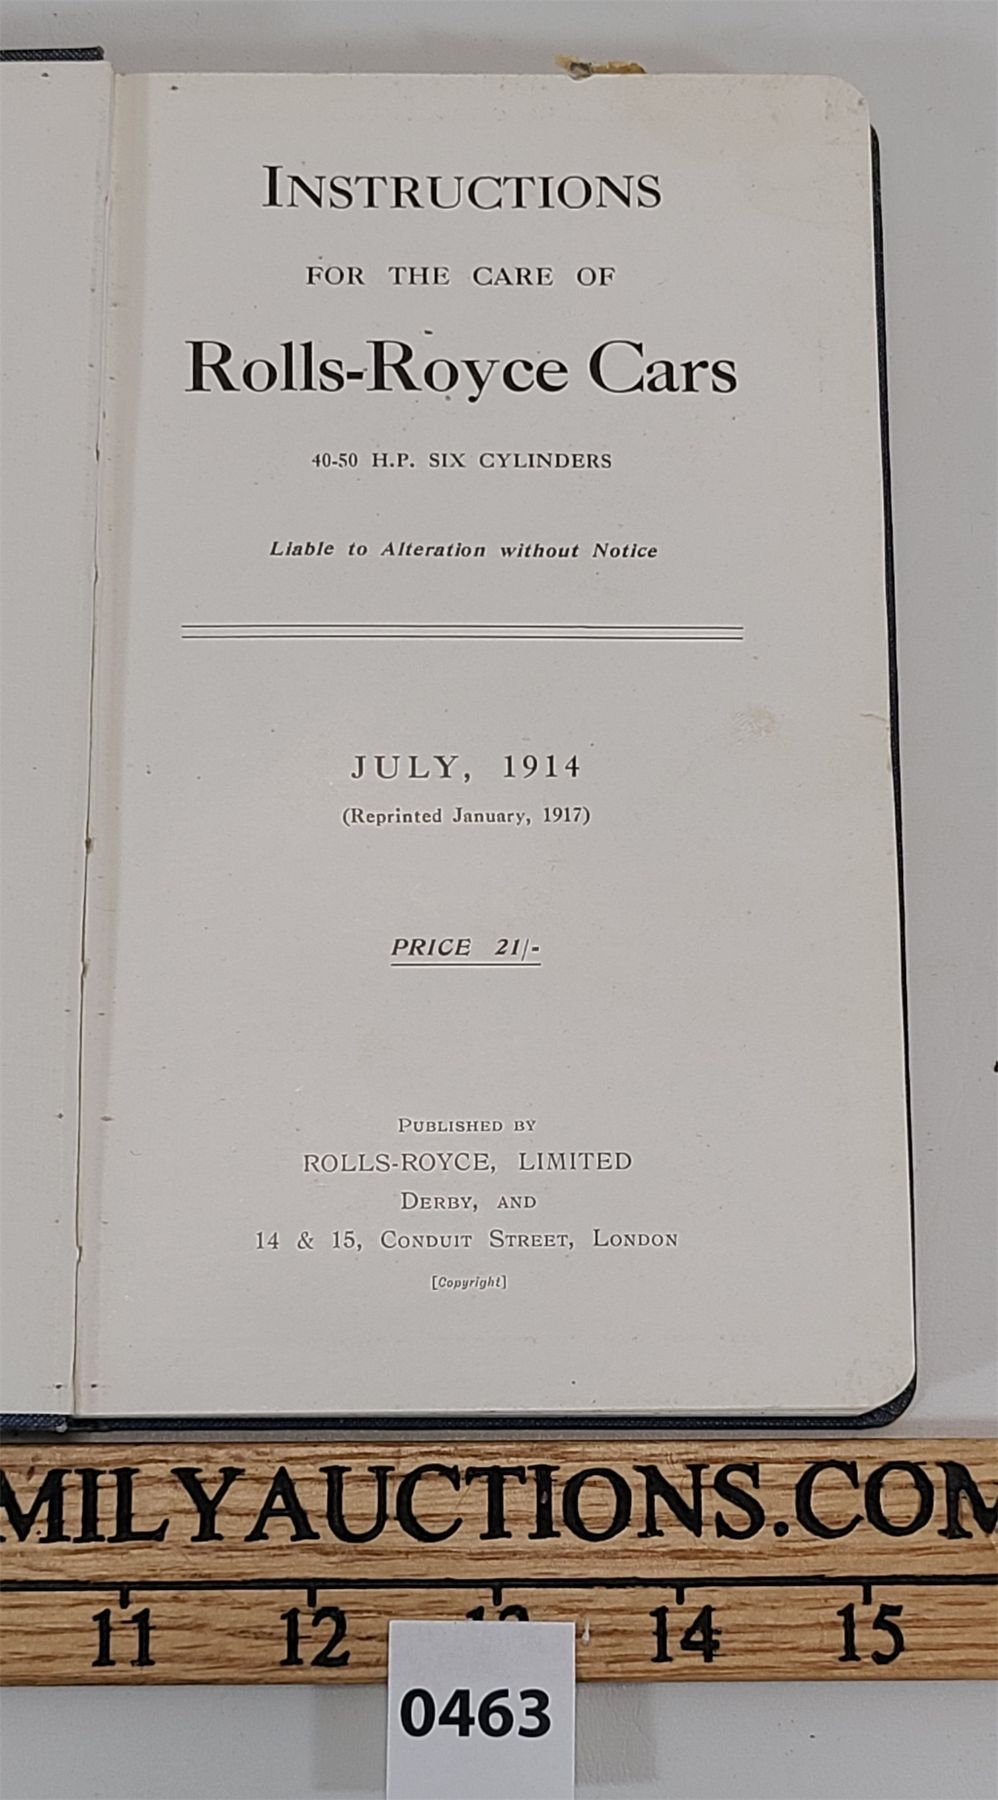 INSTRUCTIONS
FOR THE CARE OF
Rolls-Royce Cars
40-50 H.P. SIX CYLINDERS
Liable to Alteration without Notice
JULY, 1914
(Reprinted January, 1917)
PRICE 21/-
PUBLISHED BY
ROLLS-ROYCE, LIMITED
DERBY, AND
14 & 15, CONDUIT STREET, LONDON
[Copyright]
MILYAUCTIONS.COM
11 12 13 14 15
0463